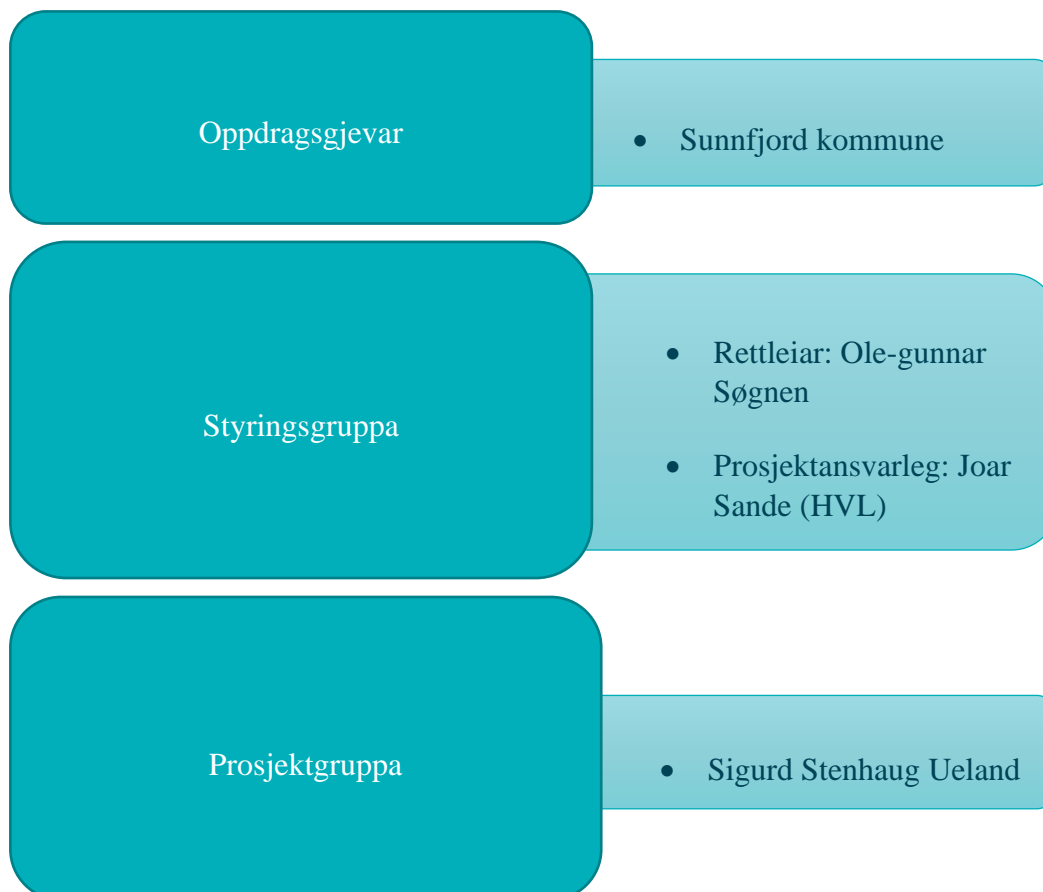 Oppdragsgjevar
• Sunnfjord kommune
Styringsgruppa
• Rettleiar: Ole-gunnar
Søgnen
• Prosjektansvarleg: Joar
Sande (HVL)
Prosjektgruppa
• Sigurd Stenhaug Ueland